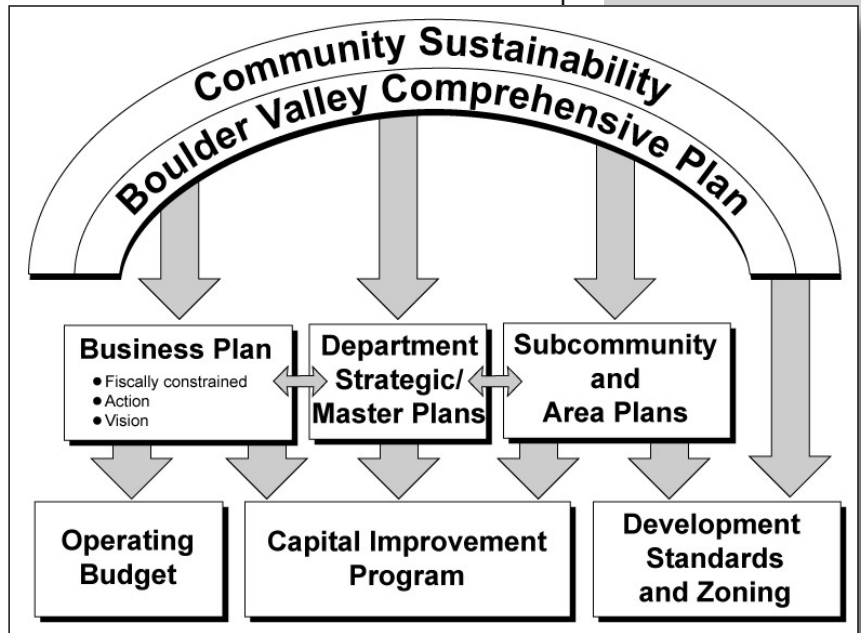 Community Sustainability
Boulder Valley Comprehensive Plan
Business Plan
● Fiscally constrained
● Action
● Vision
Department
Strategic/
Master Plans
Subcommunity
and
Area Plans
Operating
Budget
Capital Improvement
Program
Development
Standards
and Zoning